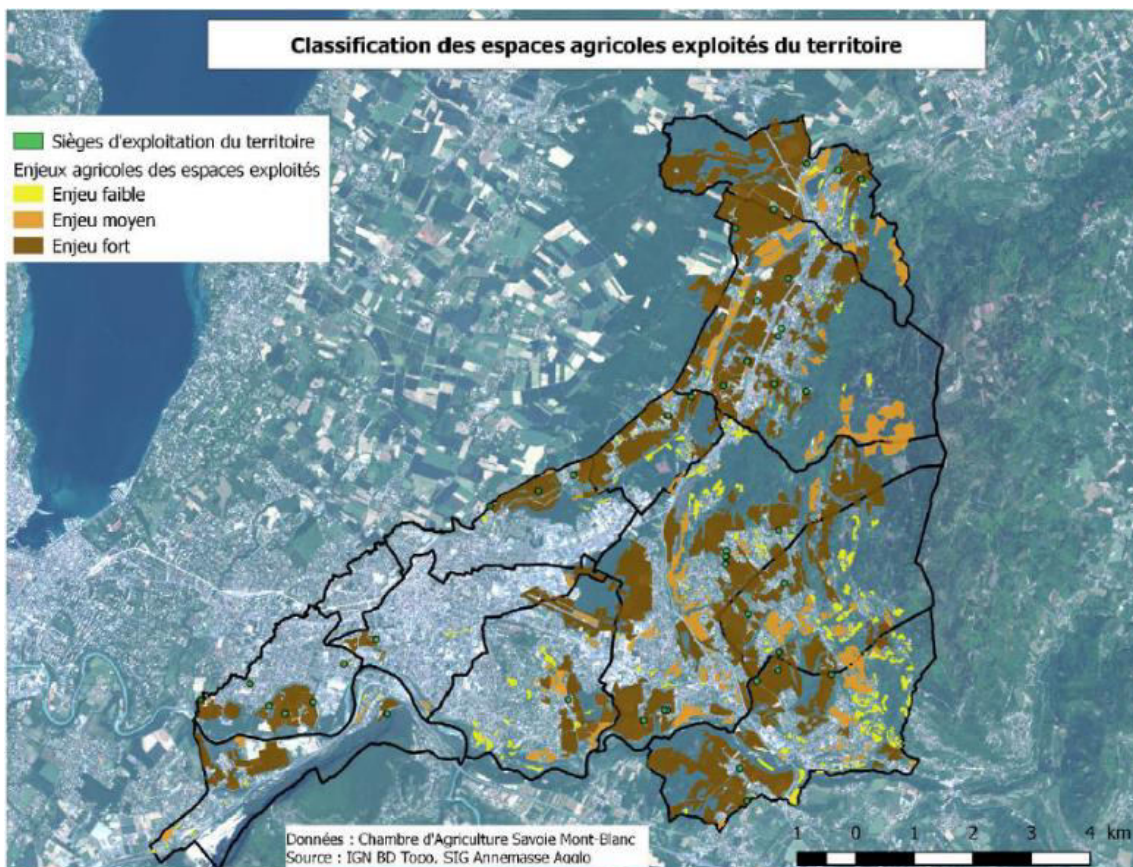 Classification des espaces agricoles exploités du territoire
Sièges d'exploitation du territoire
Enjeux agricoles des espaces exploités
Enjeu faible
Enjeu moyen
Enjeu fort
Données : Chambre d'Agriculture Savoie Mont-Blanc
Source : IGN BD Topo, SIG Annemasse Agglo
1 0 1 2 3 4 km